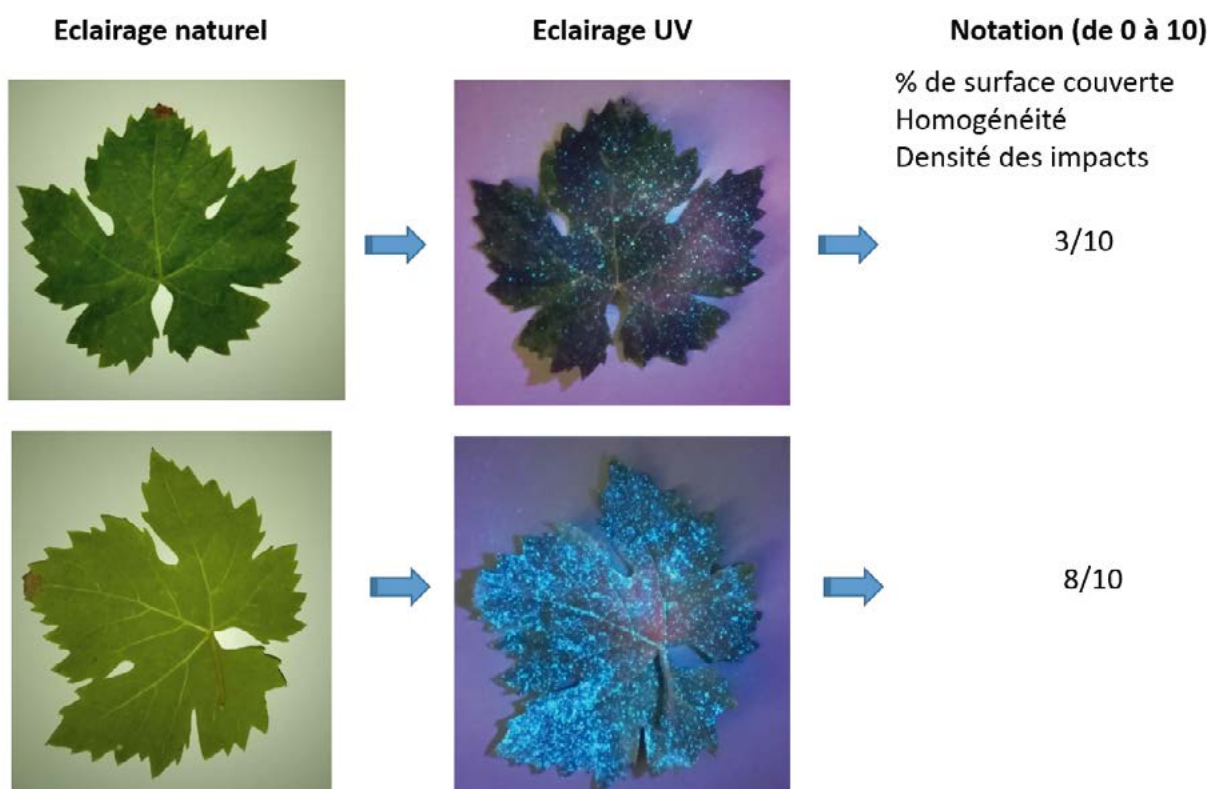 Eclairage naturel
Eclairage UV
Notation (de 0 à 10)
% de surface couverte
Homogénéité
Densité des impacts
3/10
8/10